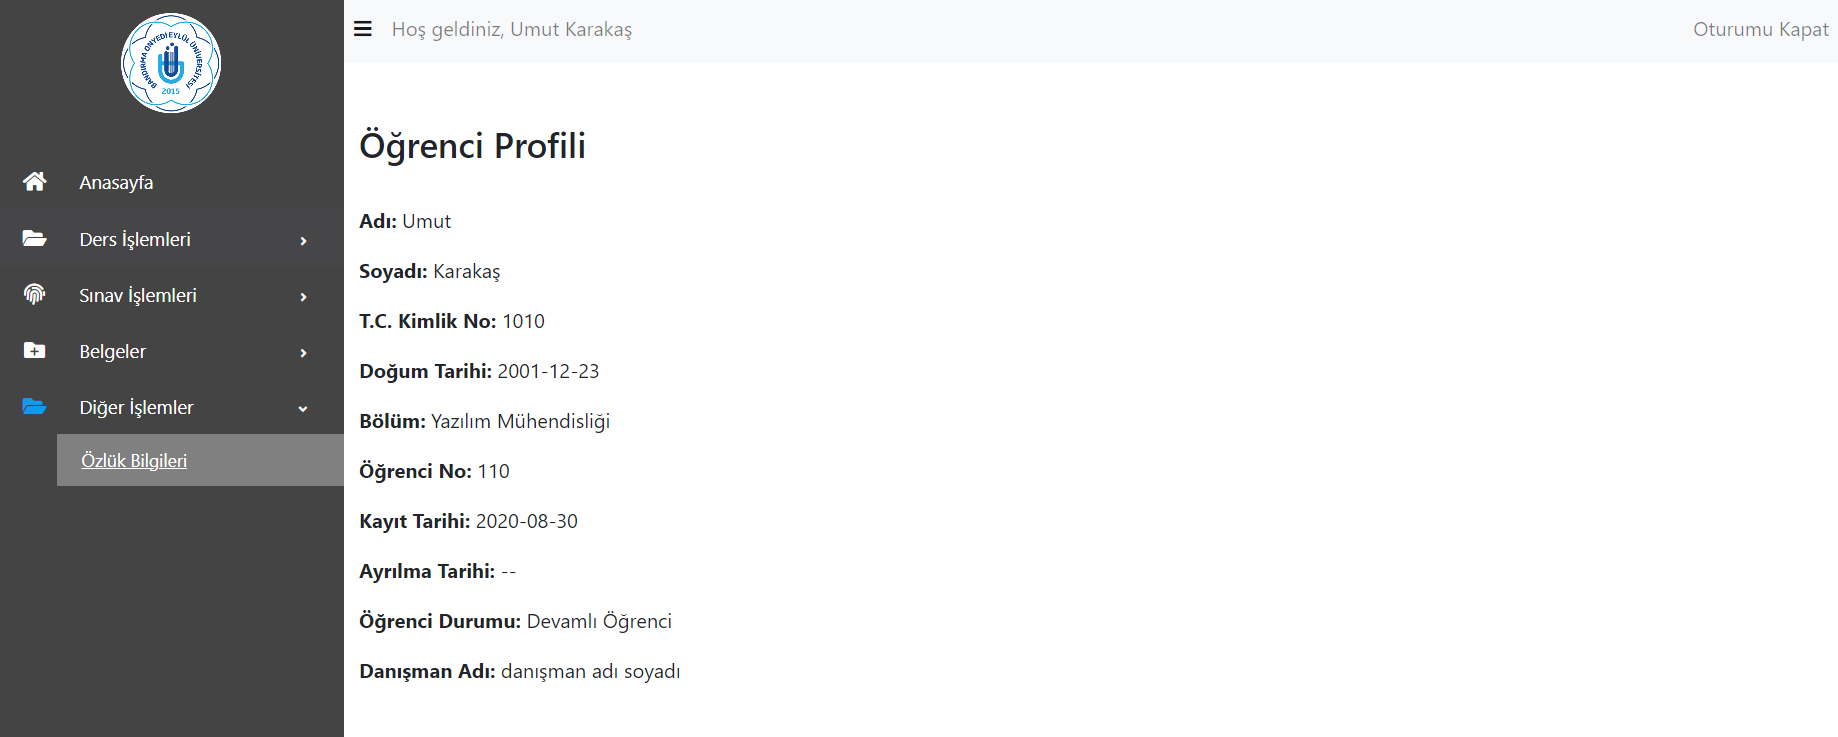 BANDIRMA ONYEDİ EYLÜL ÜNİVERSİTESİ
2015
Anasayfa
Ders İşlemleri
Sınav İşlemleri
Belgeler
Diğer İşlemler
Özlük Bilgileri
Hoş geldiniz, Umut Karakaş
Oturumu Kapat
Öğrenci Profili
Adı: Umut
Soyadı: Karakaş
T.C. Kimlik No: 1010
Doğum Tarihi: 2001-12-23
Bölüm: Yazılım Mühendisliği
Öğrenci No: 110
Kayıt Tarihi: 2020-08-30
Ayrılma Tarihi: --
Öğrenci Durumu: Devamlı Öğrenci
Danışman Adı: danışman adı soyadı